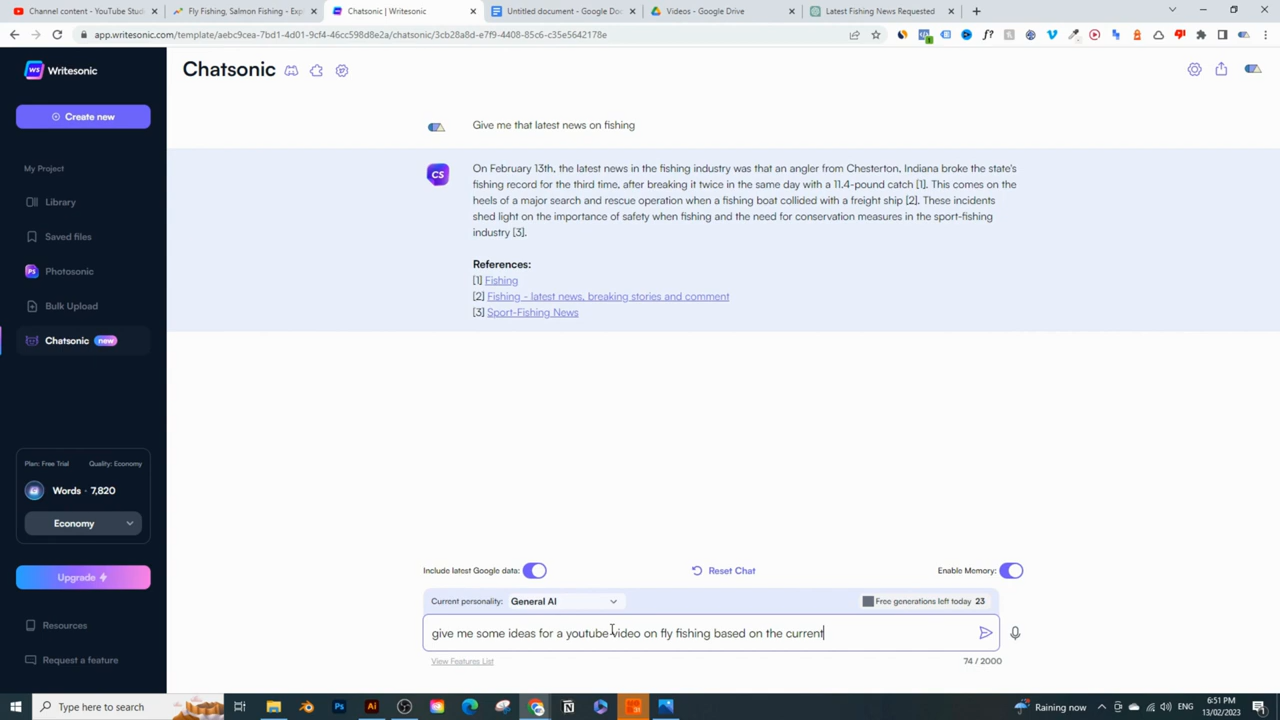 Channel content - YouTube Studio
Fly Fishing, Salmon Fishing - Exp
Chatsonic | Writesonic
Untitled document - Google Doc
Videos - Google Drive
Latest Fishing News Requested
app.writesonic.com/template/aebc9cea-7bd1-4d01-9cf4-46cc598d8e2a/chatsonic/3cb28a8d-e7f9-4408-85c6-c35e5642178e
Writesonic
Chatsonic
Create new
Give me that latest news on fishing
My Project
Library
Saved files
Photosonic
Bulk Upload
Chatsonic new
CS
On February 13th, the latest news in the fishing industry was that an angler from Chesterton, Indiana broke the state's
fishing record for the third time, after breaking it twice in the same day with a 11.4-pound catch [1]. This comes on the
heels of a major search and rescue operation when a fishing boat collided with a freight ship [2]. These incidents
shed light on the importance of safety when fishing and the need for conservation measures in the sport-fishing
industry [3].
References:
[1] Fishing
[2] Fishing - latest news, breaking stories and comment
[3] Sport-Fishing News
Plan: Free Trial Quality: Economy
Words · 7,820
Economy
Upgrade
Resources
Request a feature
Include latest Google data:
Reset Chat
Enable Memory:
Current personality: General AI
Free generations left today 23
give me some ideas for a youtube video on fly fishing based on the current
View Features List
74 / 2000
Type here to search
Raining now
ENG
6:51 PM
13/02/2023